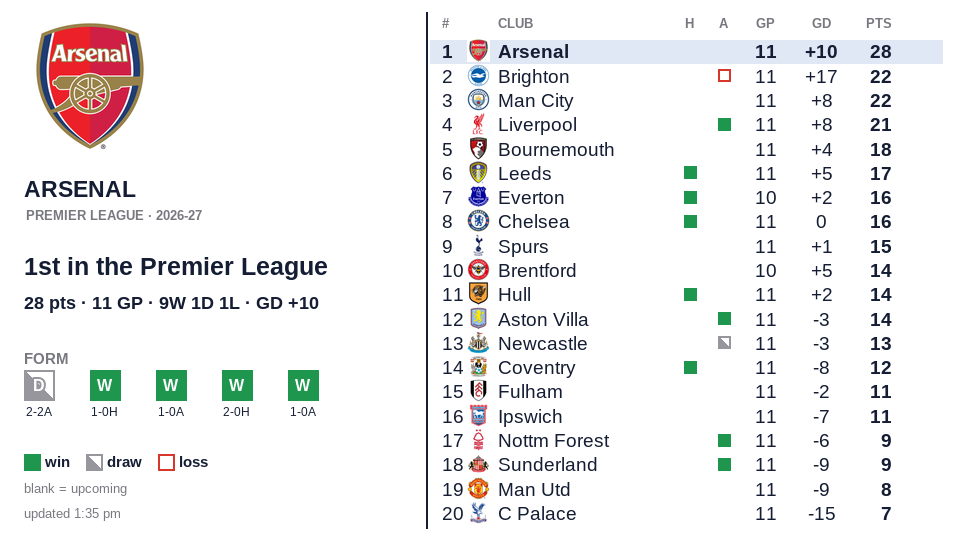 Arsenal
ARSENAL
PREMIER LEAGUE · 2026-27
1st in the Premier League
28 pts · 11 GP · 9W 1D 1L · GD +10
FORM
D W W W W
2-2A 1-0H 1-0A 2-0H 1-0A
win draw loss
blank = upcoming
updated 1:35 pm
# CLUB H A GP GD PTS
1 Arsenal 11 +10 28
2 Brighton 11 +17 22
3 Man City 11 +8 22
4 Liverpool 11 +8 21
5 Bournemouth 11 +4 18
6 Leeds 11 +5 17
7 Everton 10 +2 16
8 Chelsea 11 0 16
9 Spurs 11 +1 15
10 Brentford 10 +5 14
11 Hull 11 +2 14
12 Aston Villa 11 -3 14
13 Newcastle 11 -3 13
14 Coventry 11 -8 12
15 Fulham 11 -2 11
16 Ipswich 11 -7 11
17 Nottm Forest 11 -6 9
18 Sunderland 11 -9 9
19 Man Utd 11 -9 8
20 C Palace 11 -15 7